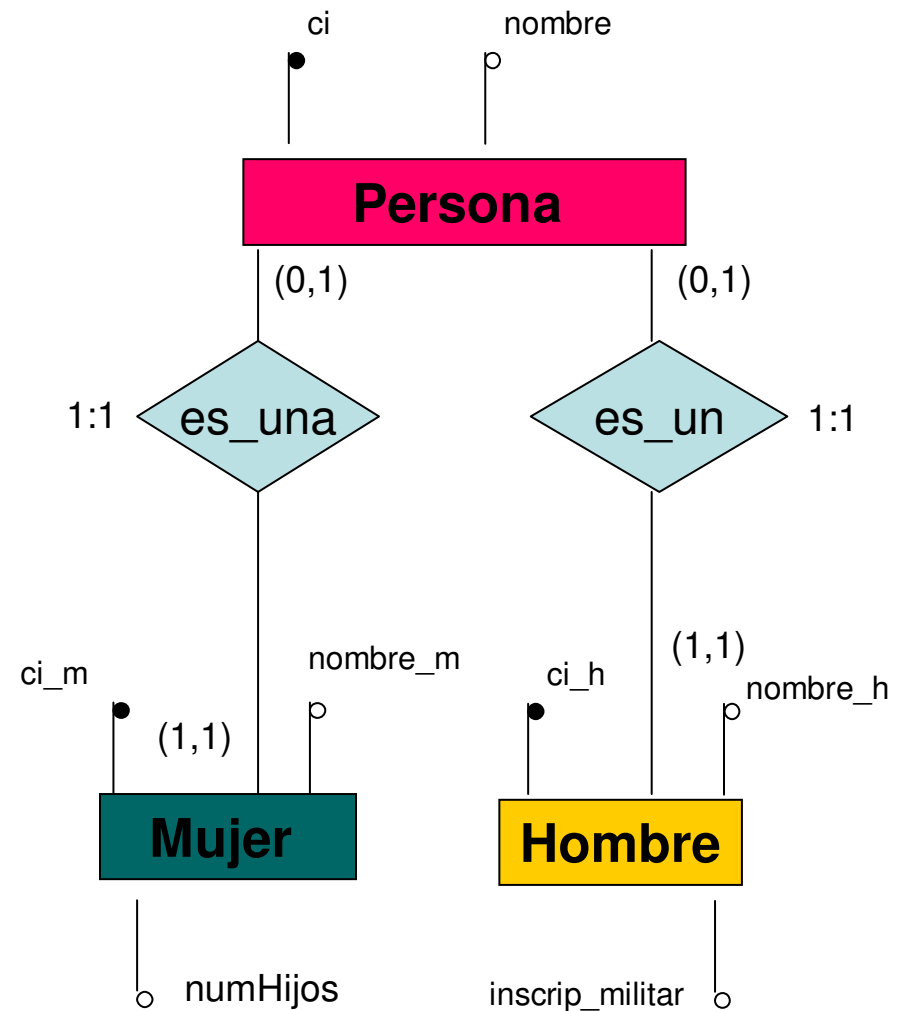 ci
nombre
Persona
(0,1)
(0,1)
1:1
es_una
es_un
1:1
ci_m
nombre_m
(1,1)
ci_h
nombre_h
(1,1)
Mujer
Hombre
numHijos
inscrip_militar